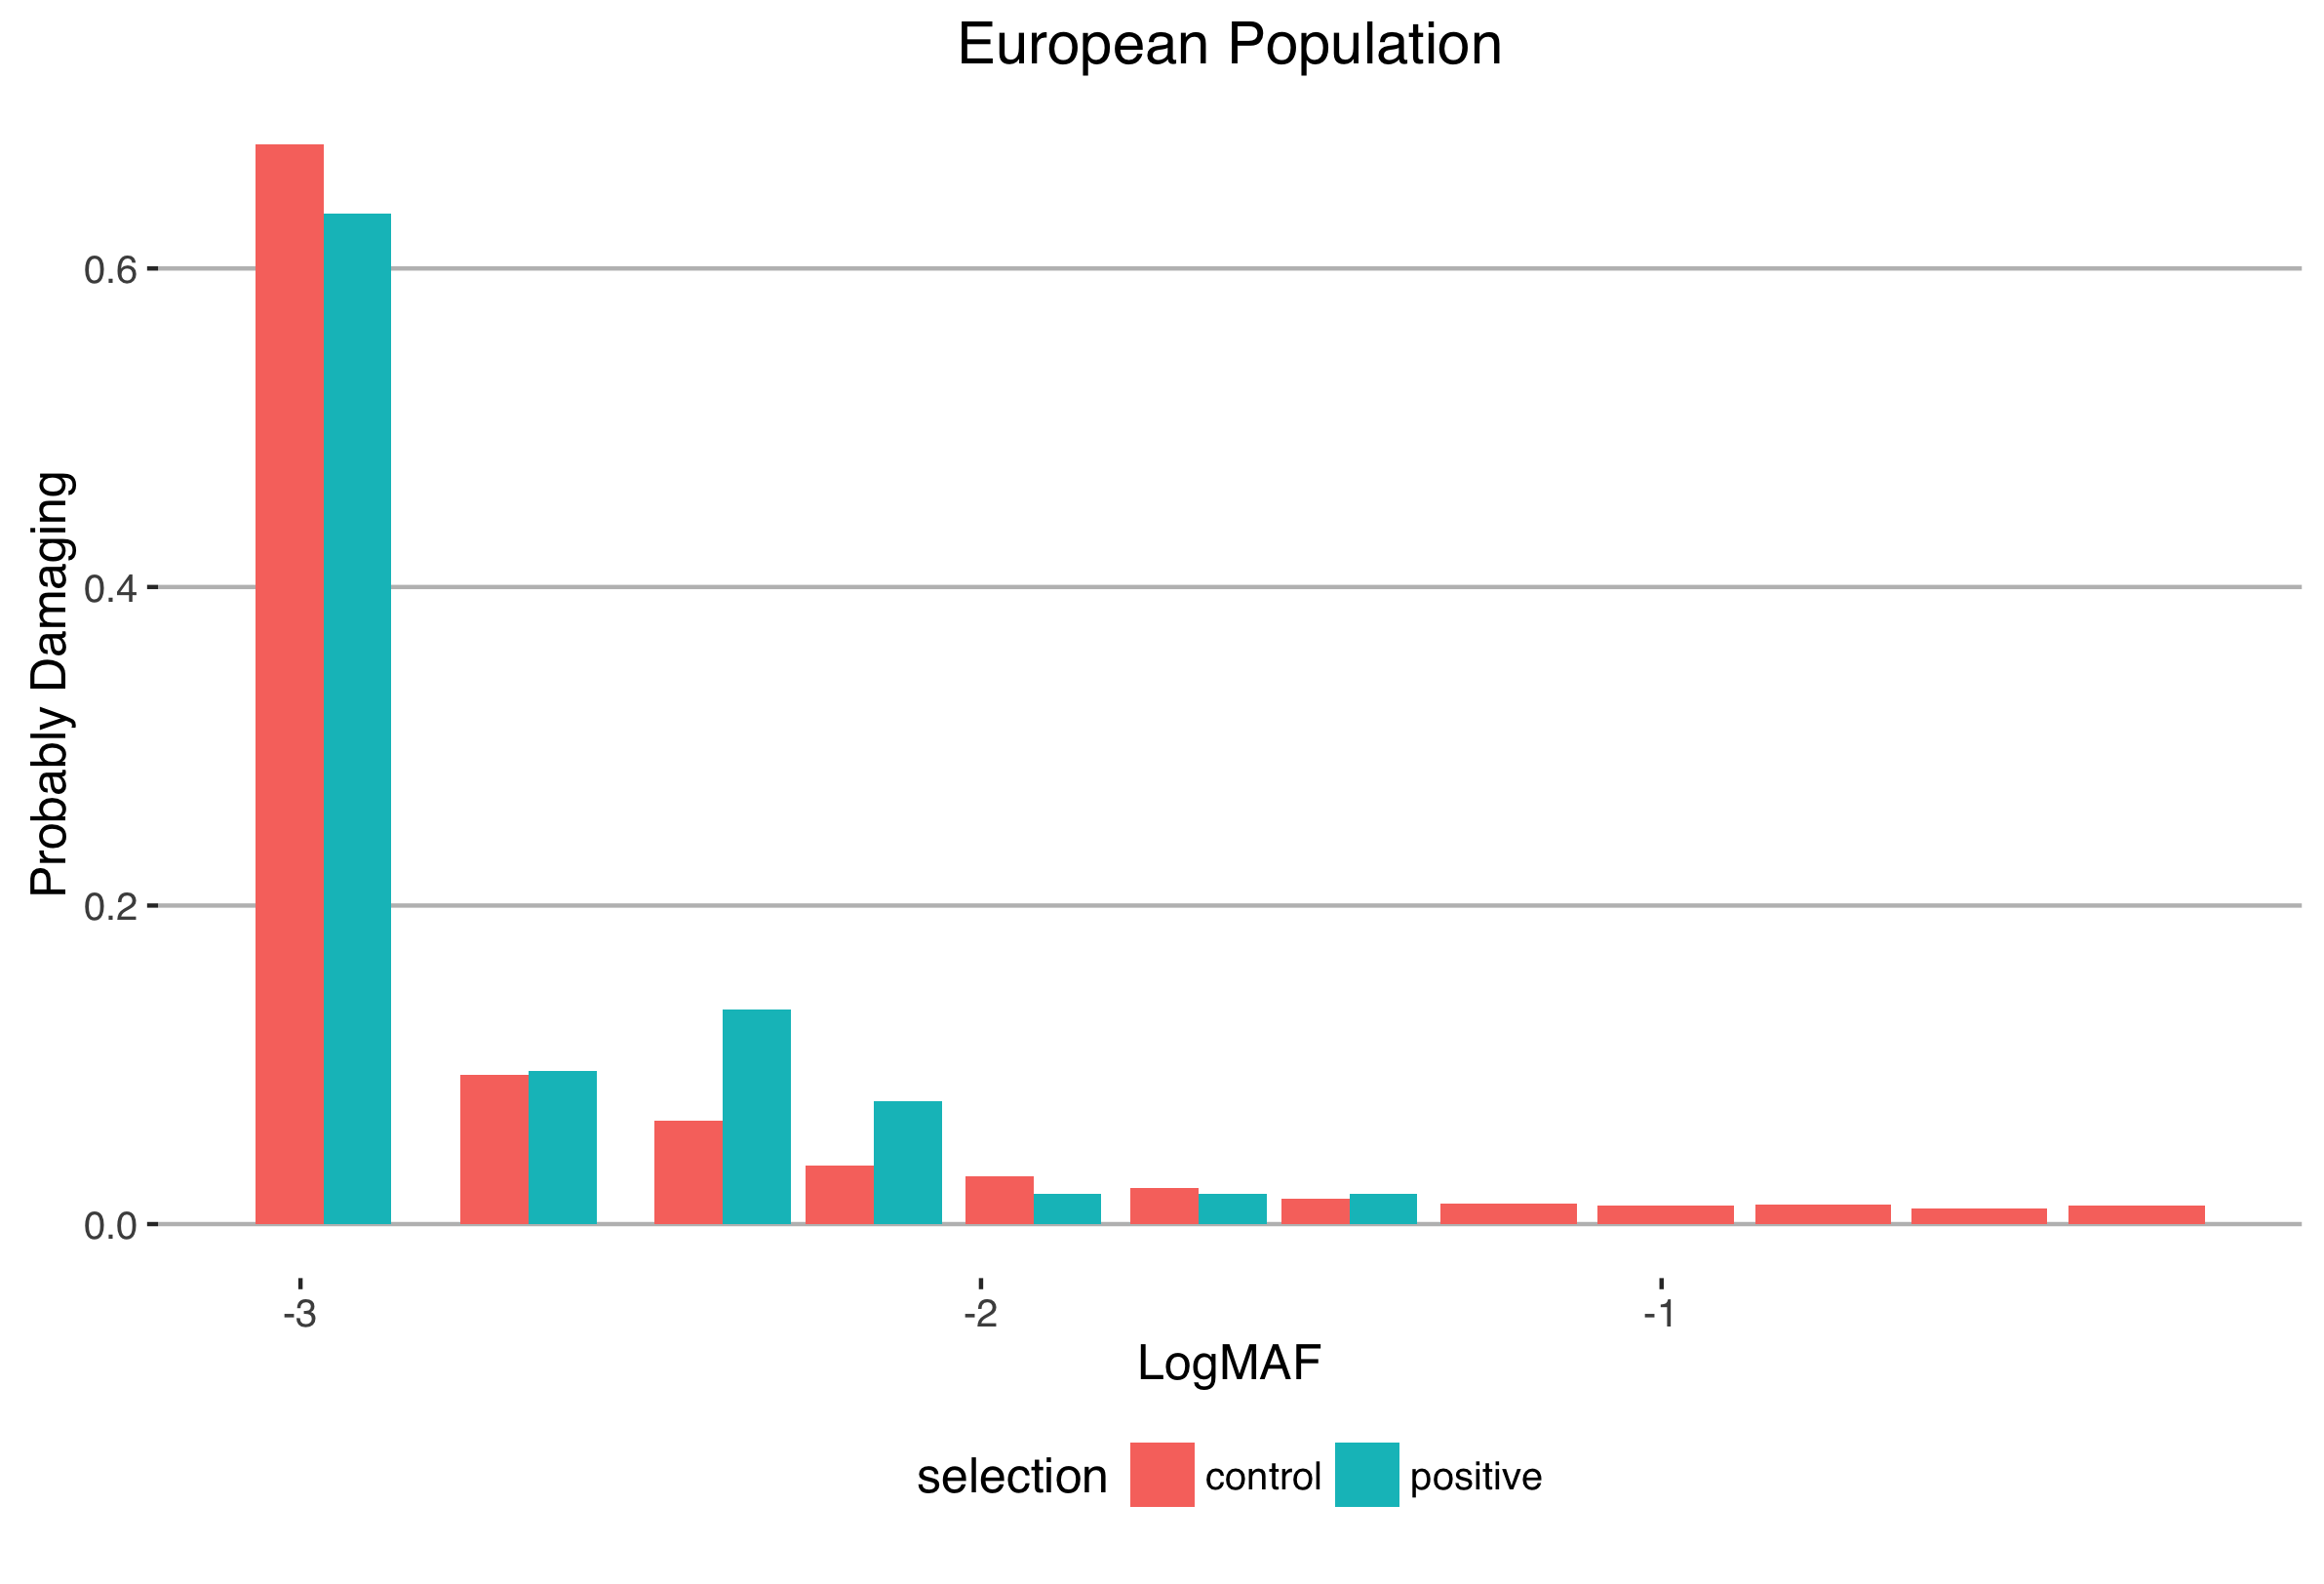 European Population
Probably Damaging
0.6
0.4
0.2
0.0
-3 -2 -1
LogMAF
selection control positive